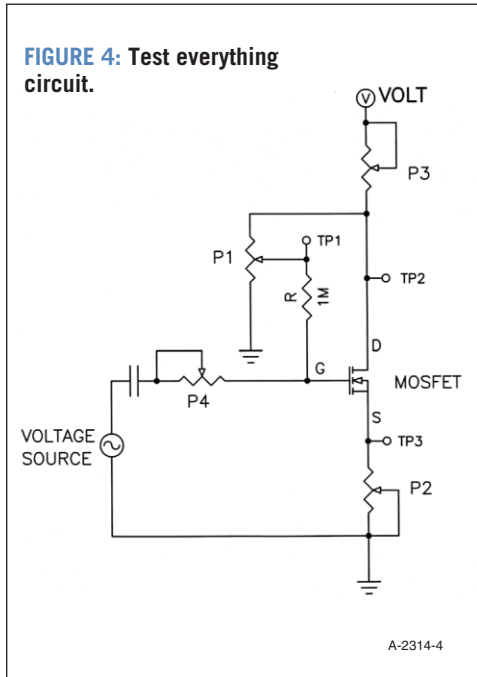 FIGURE 4: Test everything
circuit.
V VOLT
P3
TP1
P1
TP2
R
1M
D
G
MOSFET
P4
S
VOLTAGE
SOURCE
TP3
P2
A-2314-4